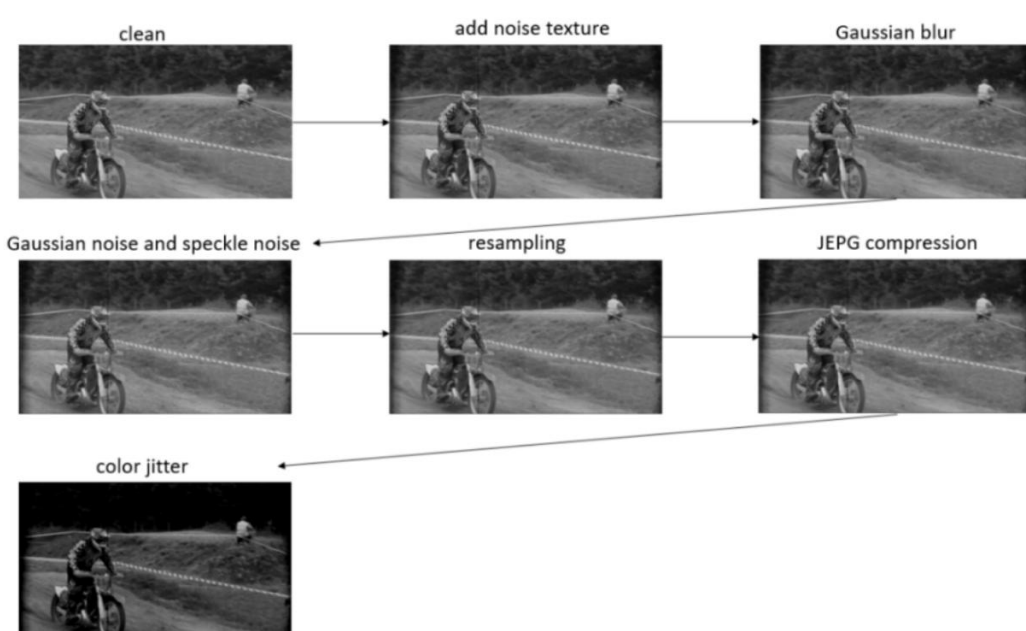 clean
add noise texture
Gaussian blur
Gaussian noise and speckle noise
resampling
JEPG compression
color jitter